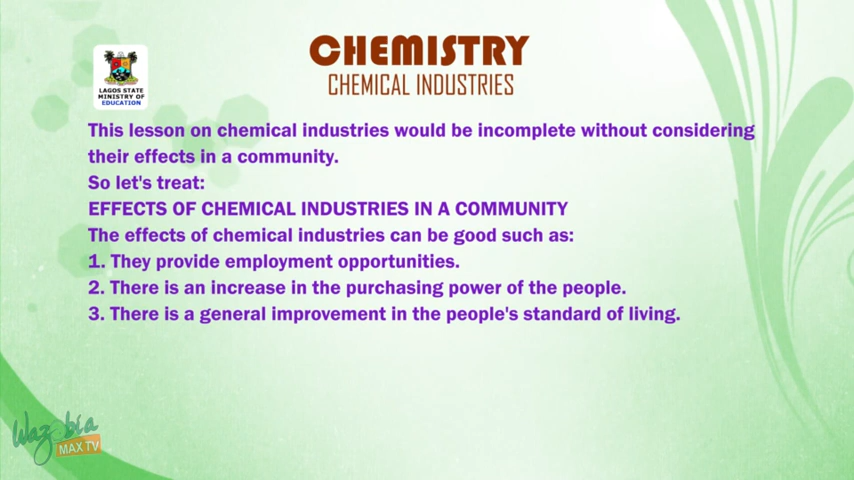 CHEMISTRY
CHEMICAL INDUSTRIES
LAGOS STATE
MINISTRY OF
EDUCATION
This lesson on chemical industries would be incomplete without considering
their effects in a community.
So let's treat:
EFFECTS OF CHEMICAL INDUSTRIES IN A COMMUNITY
The effects of chemical industries can be good such as:
1. They provide employment opportunities.
2. There is an increase in the purchasing power of the people.
3. There is a general improvement in the people's standard of living.
Wazobia
MAX TV